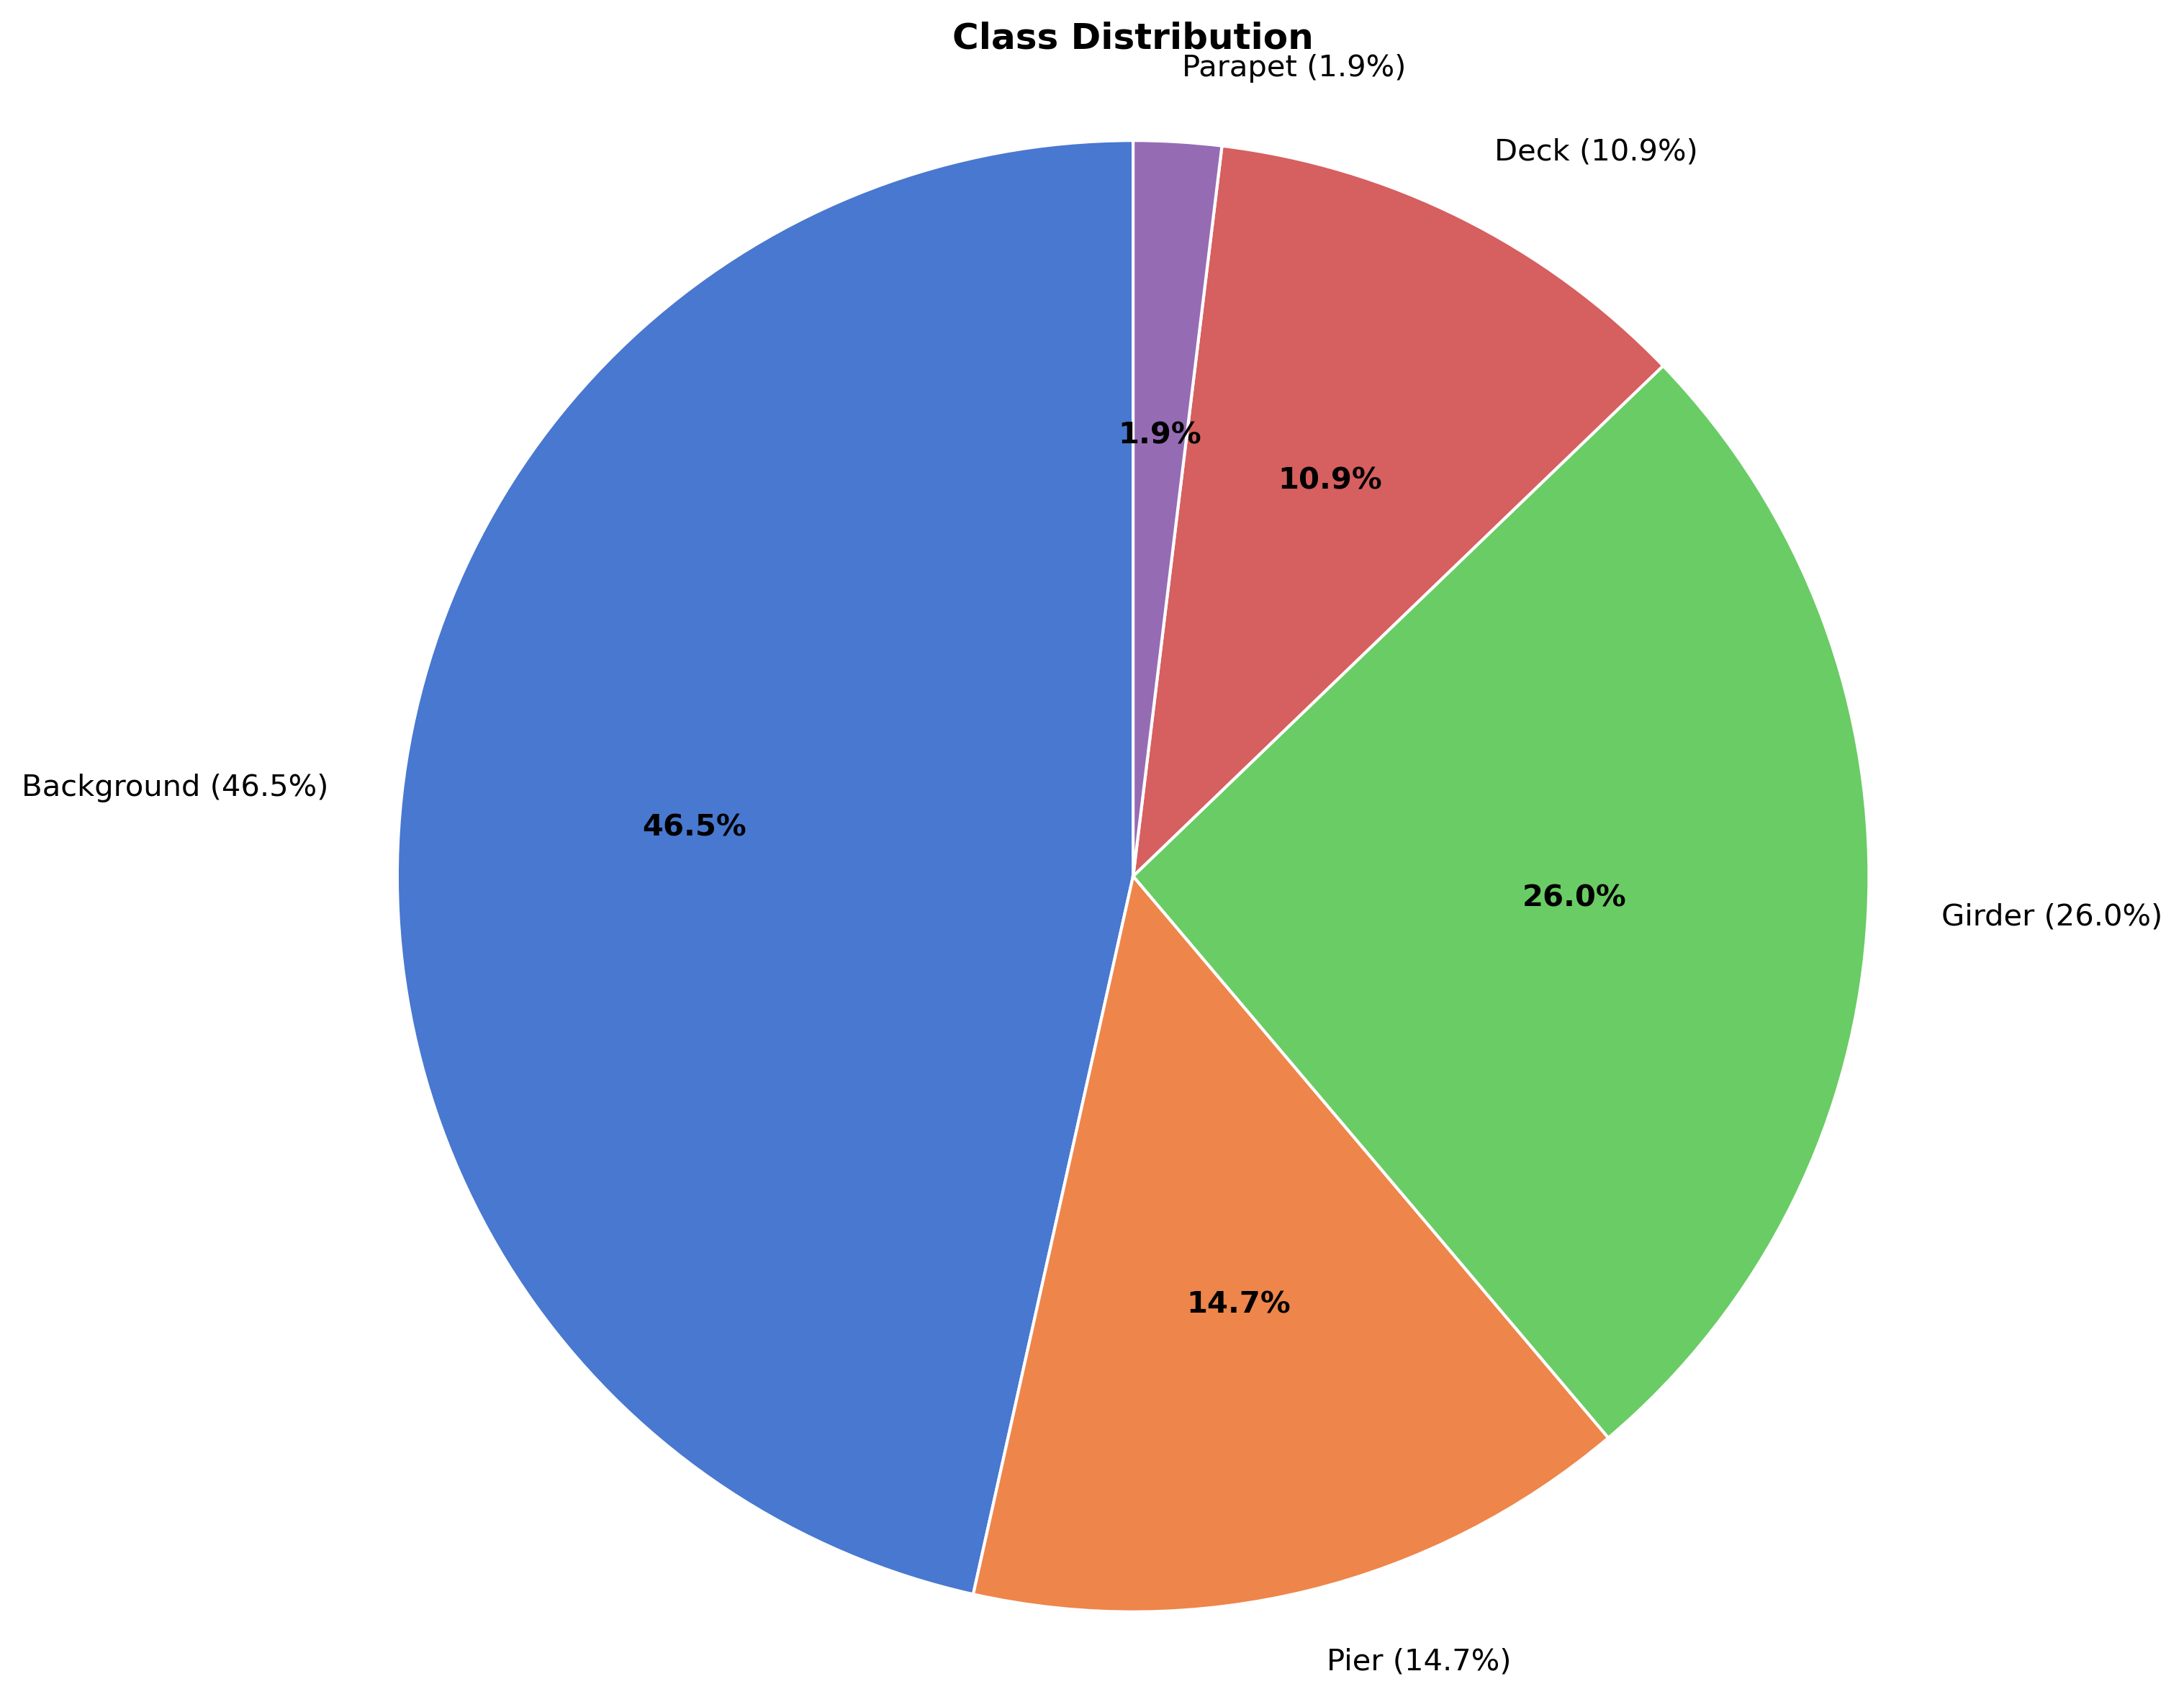 Class Distribution
Parapet (1.9%)
Deck (10.9%)
1.9%
10.9%
Background (46.5%)
46.5%
26.0%
Girder (26.0%)
14.7%
Pier (14.7%)